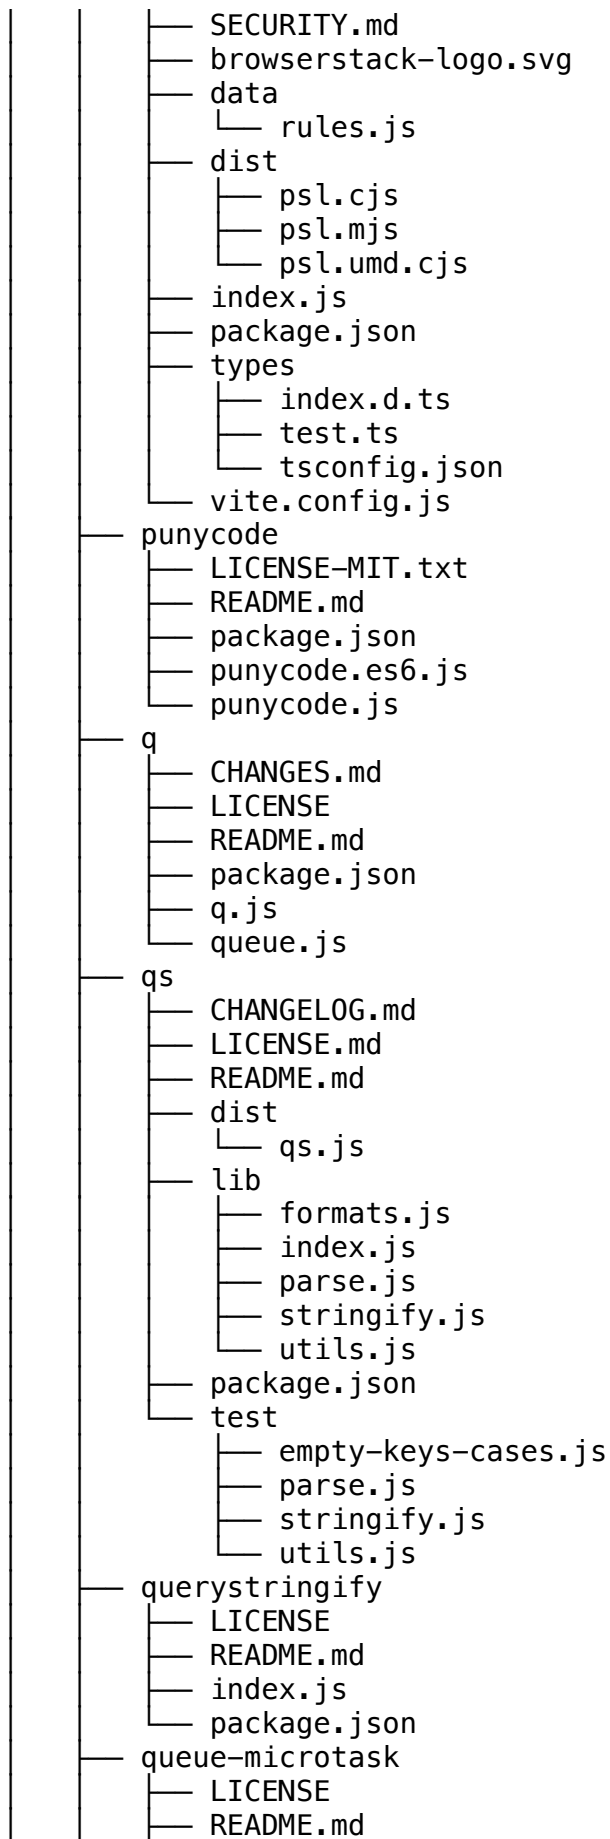 │   │   ├── SECURITY.md
│   │   ├── browserstack-logo.svg
│   │   ├── data
│   │   │   └── rules.js
│   │   ├── dist
│   │   │   ├── psl.cjs
│   │   │   ├── psl.mjs
│   │   │   └── psl.umd.cjs
│   │   ├── index.js
│   │   ├── package.json
│   │   ├── types
│   │   │   ├── index.d.ts
│   │   │   ├── test.ts
│   │   │   └── tsconfig.json
│   │   └── vite.config.js
│   ├── punycode
│   │   ├── LICENSE-MIT.txt
│   │   ├── README.md
│   │   ├── package.json
│   │   ├── punycode.es6.js
│   │   └── punycode.js
│   ├── q
│   │   ├── CHANGES.md
│   │   ├── LICENSE
│   │   ├── README.md
│   │   ├── package.json
│   │   ├── q.js
│   │   └── queue.js
│   ├── qs
│   │   ├── CHANGELOG.md
│   │   ├── LICENSE.md
│   │   ├── README.md
│   │   ├── dist
│   │   │   └── qs.js
│   │   ├── lib
│   │   │   ├── formats.js
│   │   │   ├── index.js
│   │   │   ├── parse.js
│   │   │   ├── stringify.js
│   │   │   └── utils.js
│   │   ├── package.json
│   │   └── test
│   │       ├── empty-keys-cases.js
│   │       ├── parse.js
│   │       ├── stringify.js
│   │       └── utils.js
│   ├── querystringify
│   │   ├── LICENSE
│   │   ├── README.md
│   │   ├── index.js
│   │   └── package.json
│   ├── queue-microtask
│   │   ├── LICENSE
│   │   ├── README.md